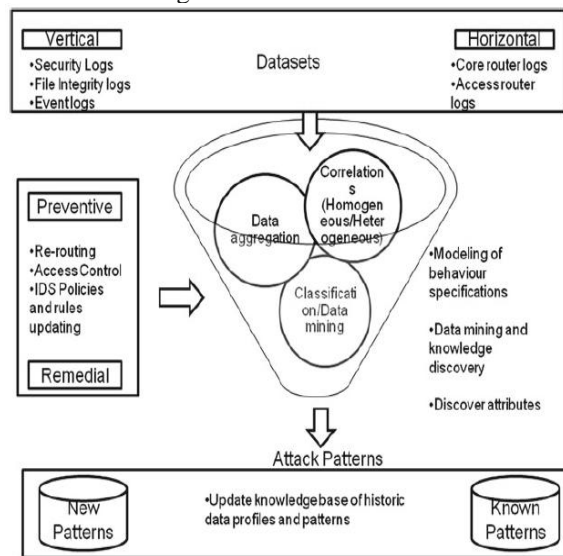 Vertical
•Security Logs
•File Integrity logs
•Event logs
Datasets
Horizontal
•Core router logs
•Access router
logs
Preventive
•Re-routing
•Access Control
•IDS Policies
and rules
updating
Remedial
Data
aggregation
Correlation
s
(Homogen
eous/Heter
ogeneous)
Classificati
on/Data
mining
•Modeling of
behaviour
specifications
•Data mining and
knowledge
discovery
•Discover attributes
Attack Patterns
New
Patterns
•Update knowledge base of historic
data profiles and patterns
Known
Patterns